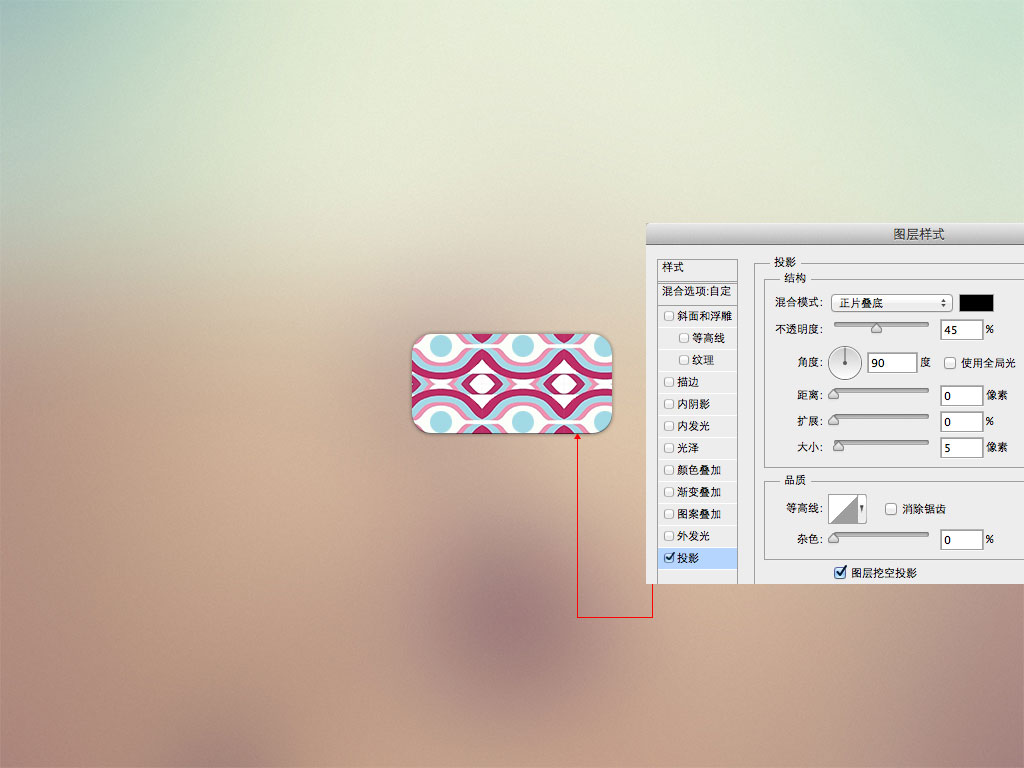 图层样式
样式
混合选项:自定
斜面和浮雕
等高线
纹理
描边
内阴影
内发光
光泽
颜色叠加
渐变叠加
图案叠加
外发光
投影
投影
结构
混合模式: 正片叠底
不透明度: 45 %
角度: 90 度 使用全局光
距离: 0 像素
扩展: 0 %
大小: 5 像素
品质
等高线: 消除锯齿
杂色: 0 %
图层挖空投影